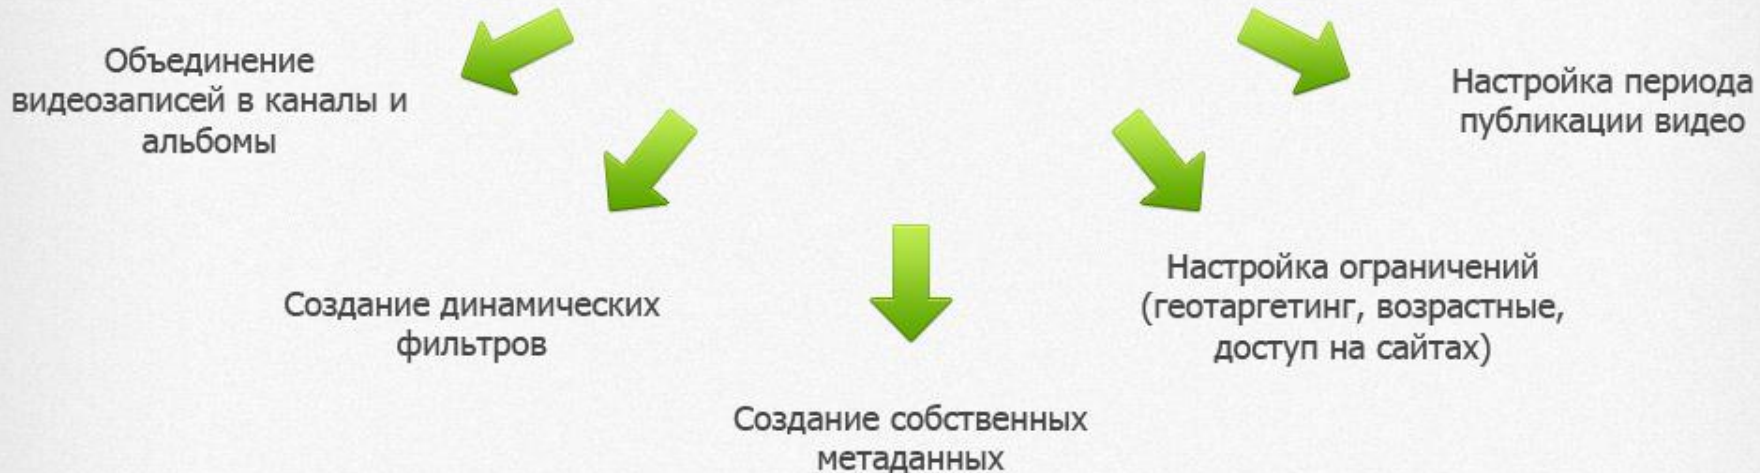 Объединение
видеозаписей в каналы и
альбомы
Настройка периода
публикации видео
Создание динамических
фильтров
Настройка ограничений
(геотаргетинг, возрастные,
доступ на сайтах)
Создание собственных
метаданных